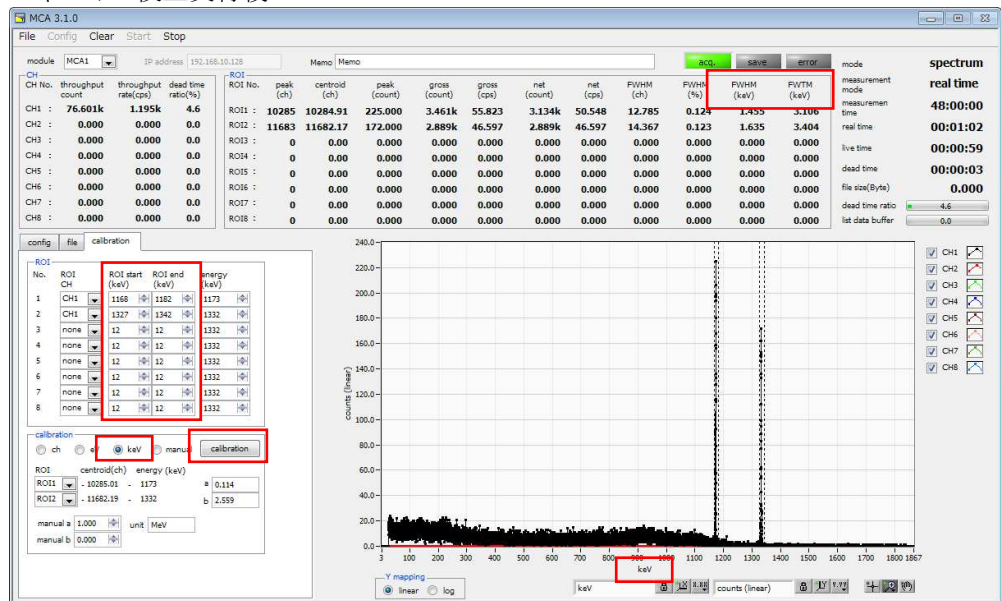 MCA 3.1.0
File Config Clear Start Stop
module MCA1 IP address 192.168.10.128 Memo Memo acq. save error
mode spectrum
measurement mode real time
measuremen time 48:00:00
real time 00:01:02
live time 00:00:59
dead time 00:00:03
file size(Byte) 0.000
dead time ratio 4.6
list data buffer 0.0
CH
CH No. throughput count throughput rate(cps) dead time ratio(%)
CH1 : 76.601k 1.195k 4.6
CH2 : 0.000 0.000 0.0
CH3 : 0.000 0.000 0.0
CH4 : 0.000 0.000 0.0
CH5 : 0.000 0.000 0.0
CH6 : 0.000 0.000 0.0
CH7 : 0.000 0.000 0.0
CH8 : 0.000 0.000 0.0
ROI
ROI No. peak (ch) centroid (ch) peak (count) gross (count) gross (cps) net (count) net (cps) FWHM (ch) FWHM (%) FWHM (keV) FWTM (keV)
ROI1 : 10285 10284.91 225.000 3.461k 55.823 3.134k 50.548 12.785 0.124 1.455 3.106
ROI2 : 11683 11682.17 172.000 2.889k 46.597 2.889k 46.597 14.367 0.123 1.635 3.404
ROI3 : 0 0.00 0.000 0.000 0.000 0.000 0.000 0.000 0.000 0.000 0.000
ROI4 : 0 0.00 0.000 0.000 0.000 0.000 0.000 0.000 0.000 0.000 0.000
ROI5 : 0 0.00 0.000 0.000 0.000 0.000 0.000 0.000 0.000 0.000 0.000
ROI6 : 0 0.00 0.000 0.000 0.000 0.000 0.000 0.000 0.000 0.000 0.000
ROI7 : 0 0.00 0.000 0.000 0.000 0.000 0.000 0.000 0.000 0.000 0.000
ROI8 : 0 0.00 0.000 0.000 0.000 0.000 0.000 0.000 0.000 0.000 0.000
config file calibration
ROI
No. ROI CH ROI start (keV) ROI end (keV) energy (keV)
1 CH1 1168 1182 1173
2 CH1 1327 1342 1332
3 none 12 12 1332
4 none 12 12 1332
5 none 12 12 1332
6 none 12 12 1332
7 none 12 12 1332
8 none 12 12 1332
calibration
ch eV keV manual calibration
ROI centroid(ch) energy (keV)
ROI1 - 10285.01 - 1173 a 0.114
ROI2 - 11682.19 - 1332 b 2.559
manual a 1.000 unit MeV
manual b 0.000
counts (linear)
240.0
220.0
200.0
180.0
160.0
140.0
120.0
100.0
80.0
60.0
40.0
20.0
0.0
3 100 200 300 400 500 600 700 800 900 1000 1100 1200 1300 1400 1500 1600 1700 1800 1867
keV
CH1
CH2
CH3
CH4
CH5
CH6
CH7
CH8
Y mapping
linear log
keV counts (linear)